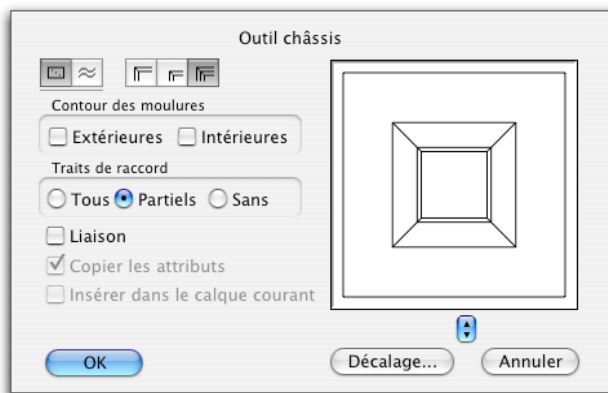 Outil châssis
Contour des moulures
Extérieures Intérieures
Traits de raccord
Tous Partiels Sans
Liaison
Copier les attributs
Insérer dans le calque courant
OK Décalage... Annuler